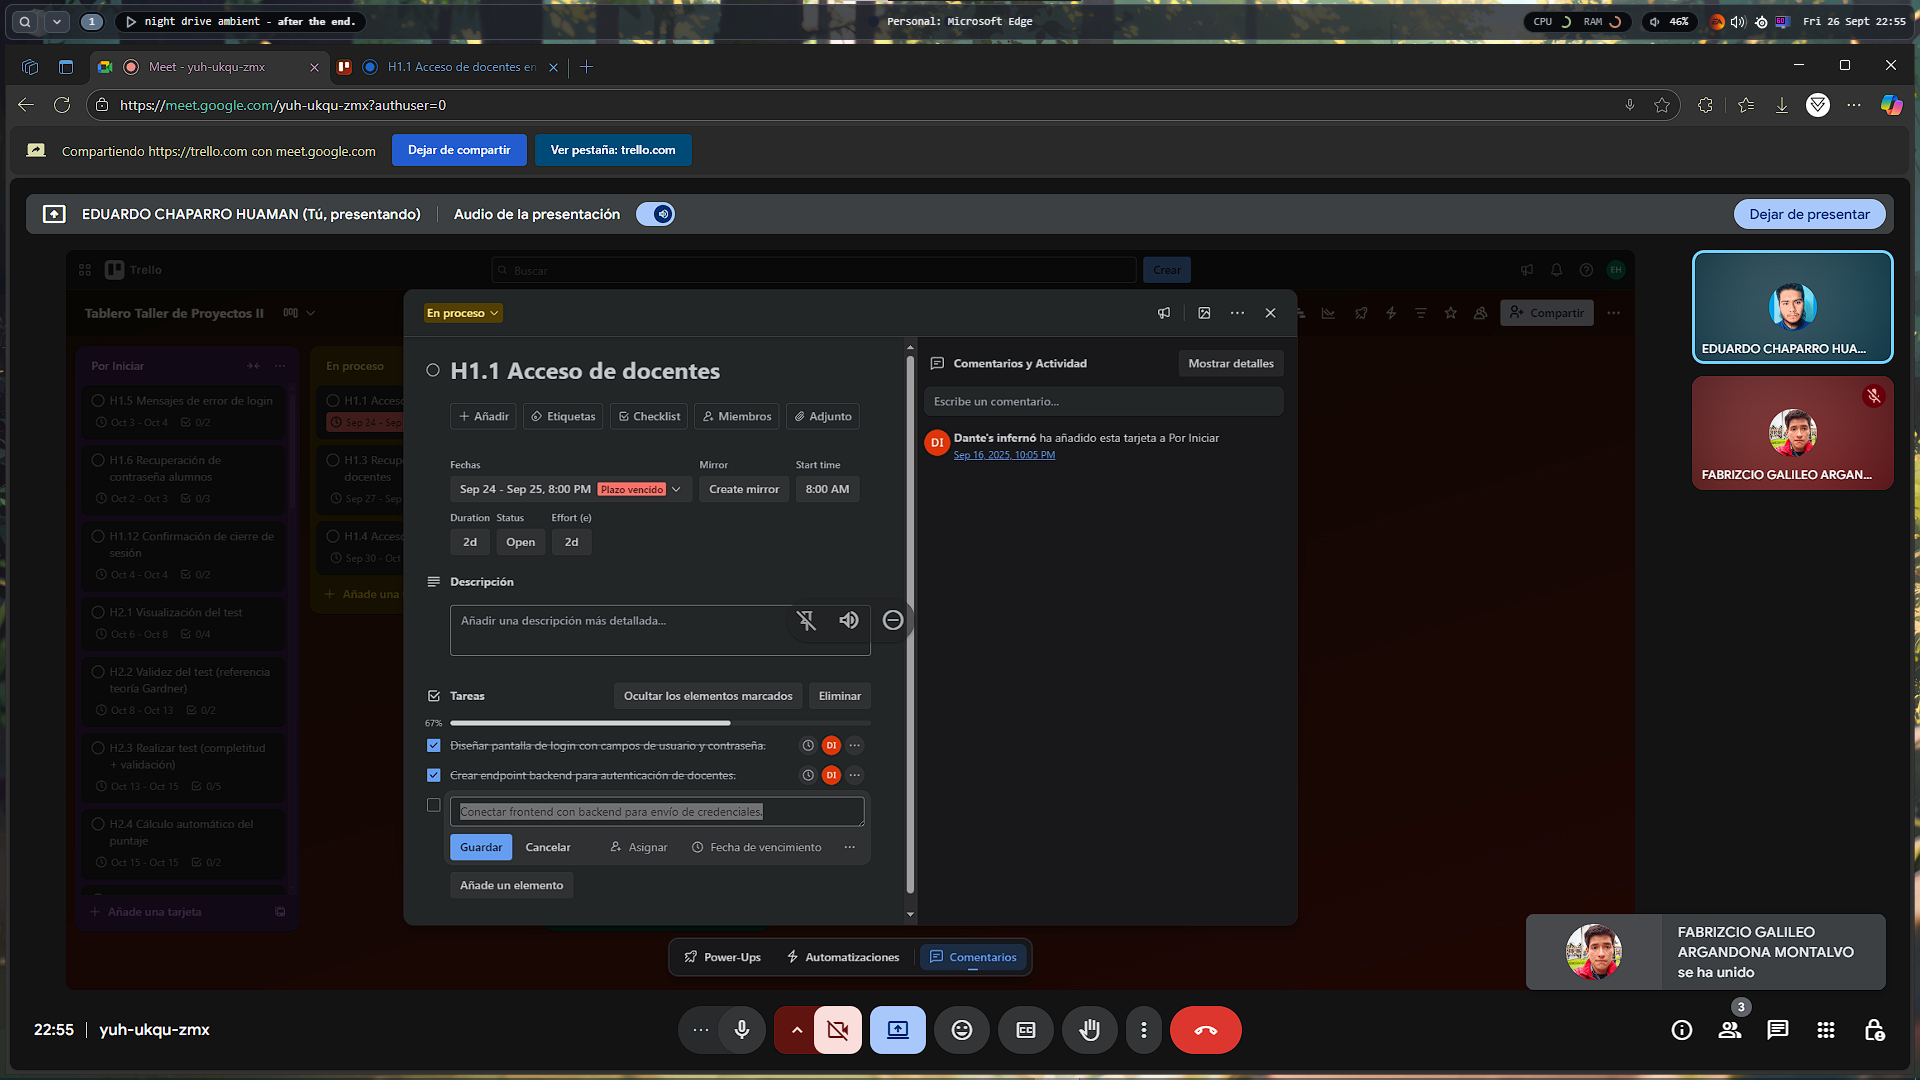 1
night drive ambient - after the end.
Personal: Microsoft Edge
CPU
RAM
46%
Fri 26 Sept 22:55
Meet - yuh-ukqu-zmx
H1.1 Acceso de docentes en
https://meet.google.com/yuh-ukqu-zmx?authuser=0
Compartiendo https://trello.com con meet.google.com
Dejar de compartir
Ver pestaña: trello.com
EDUARDO CHAPARRO HUAMAN (Tú, presentando)
Audio de la presentación
Dejar de presentar
Trello
Buscar
Crear
EH
Tablero Taller de Proyectos II
Compartir
Por Iniciar
H1.5 Mensajes de error de login
Oct 3 - Oct 4
0/2
H1.6 Recuperación de
contraseña alumnos
Oct 2 - Oct 3
0/3
H1.12 Confirmación de cierre de
sesión
Oct 4 - Oct 4
0/2
H2.1 Visualización del test
Oct 6 - Oct 8
0/4
H2.2 Validez del test (referencia
teoría Gardner)
Oct 8 - Oct 13
0/2
H2.3 Realizar test (completitud
+ validación)
Oct 13 - Oct 15
0/5
H2.4 Cálculo automático del
puntaje
Oct 15 - Oct 15
0/2
Añade una tarjeta
En proceso
H1.1 Acceso
Sep 24 - Sep
H1.3 Recup
docentes
Sep 27 - Sep
H1.4 Acceso
Sep 30 - Oct
Añade una
En proceso
H1.1 Acceso de docentes
Añadir
Etiquetas
Checklist
Miembros
Adjunto
Fechas
Mirror
Start time
Sep 24 - Sep 25, 8:00 PM
Plazo vencido
Create mirror
8:00 AM
Duration
Status
Effort (e)
2d
Open
2d
Descripción
Añadir una descripción más detallada...
Tareas
Ocultar los elementos marcados
Eliminar
67%
Diseñar pantalla de login con campos de usuario y contraseña.
DI
Crear endpoint backend para autenticación de docentes.
DI
Conectar frontend con backend para envío de credenciales.
Guardar
Cancelar
Asignar
Fecha de vencimiento
Añade un elemento
Comentarios y Actividad
Mostrar detalles
Escribe un comentario...
DI
Dante's infernó ha añadido esta tarjeta a Por Iniciar
Sep 16, 2025, 10:05 PM
Power-Ups
Automatizaciones
Comentarios
EDUARDO CHAPARRO HUA...
FABRIZCIO GALILEO ARGAN...
FABRIZCIO GALILEO
ARGANDONA MONTALVO
se ha unido
22:55
yuh-ukqu-zmx
3